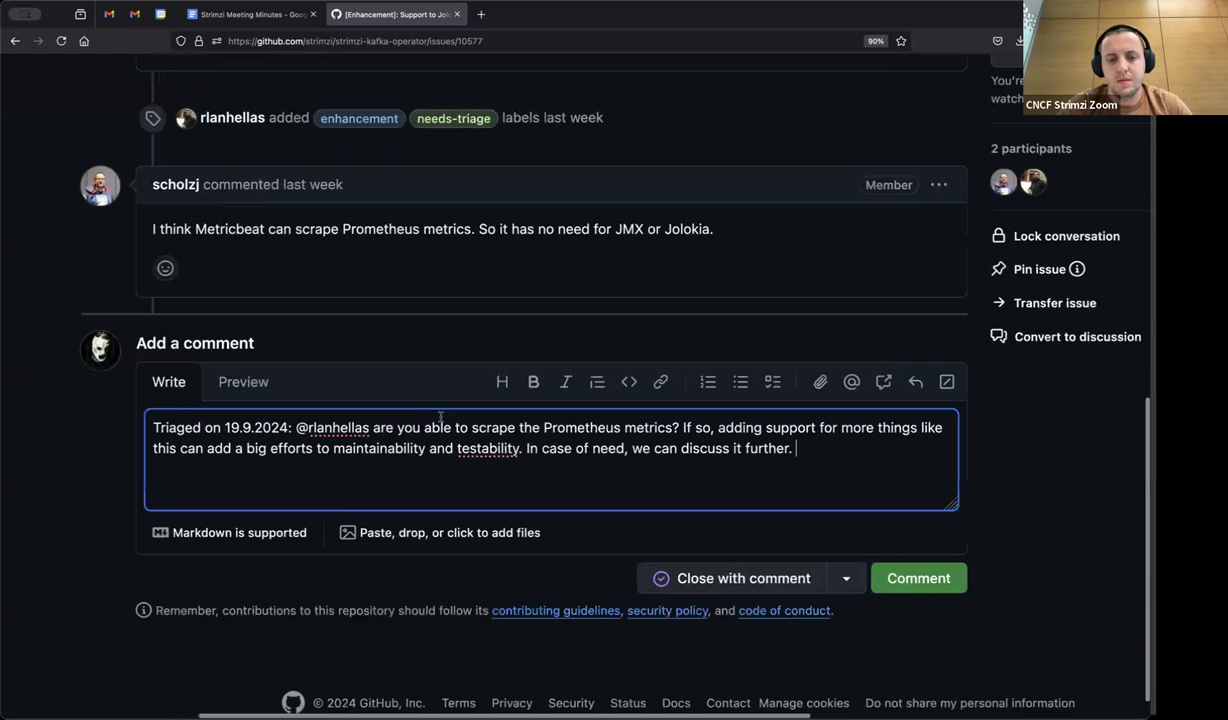 Strimzi Meeting Minutes - Goo
[Enhancement]: Support to Jolo
https://github.com/strimzi/strimzi-kafka-operator/issues/10577
90%
CNCF Strimzi Zoom
You're
watch
rlanhellas added enhancement needs-triage labels last week
2 participants
scholzj commented last week
Member
I think Metricbeat can scrape Prometheus metrics. So it has no need for JMX or Jolokia.
Lock conversation
Pin issue
Transfer issue
Convert to discussion
Add a comment
Write
Preview
Triaged on 19.9.2024: @rlanhellas are you able to scrape the Prometheus metrics? If so, adding support for more things like
this can add a big efforts to maintainability and testability. In case of need, we can discuss it further.
Markdown is supported
Paste, drop, or click to add files
Close with comment
Comment
Remember, contributions to this repository should follow its contributing guidelines, security policy, and code of conduct.
© 2024 GitHub, Inc. Terms Privacy Security Status Docs Contact Manage cookies Do not share my personal information